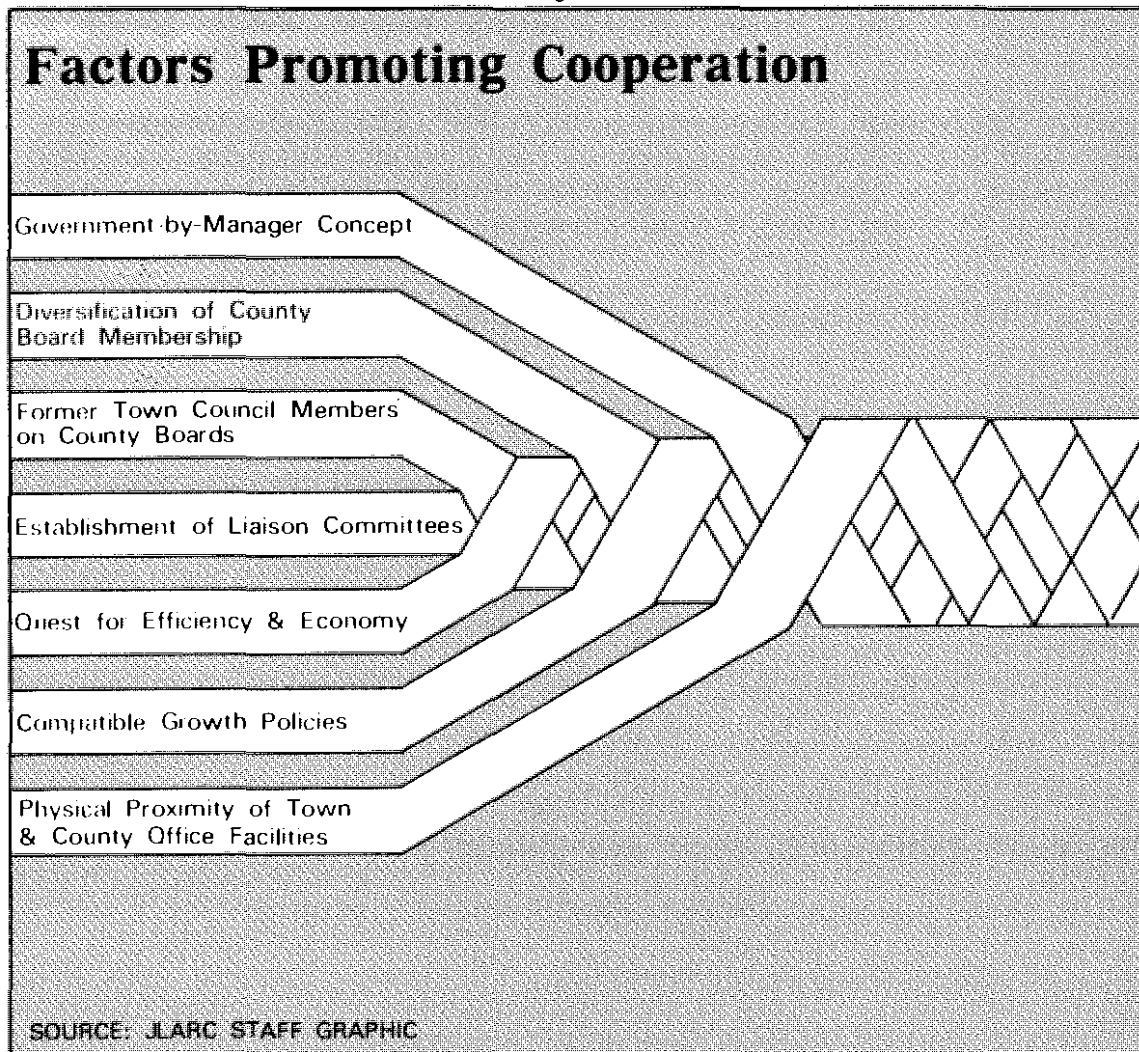 Factors Promoting Cooperation
Government-by-Manager Concept
Diversification of County
Board Membership
Former Town Council Members
on County Boards
Establishment of Liaison Committees
Quest for Efficiency & Economy
Compatible Growth Policies
Physical Proximity of Town
& County Office Facilities
SOURCE: JLARC STAFF GRAPHIC